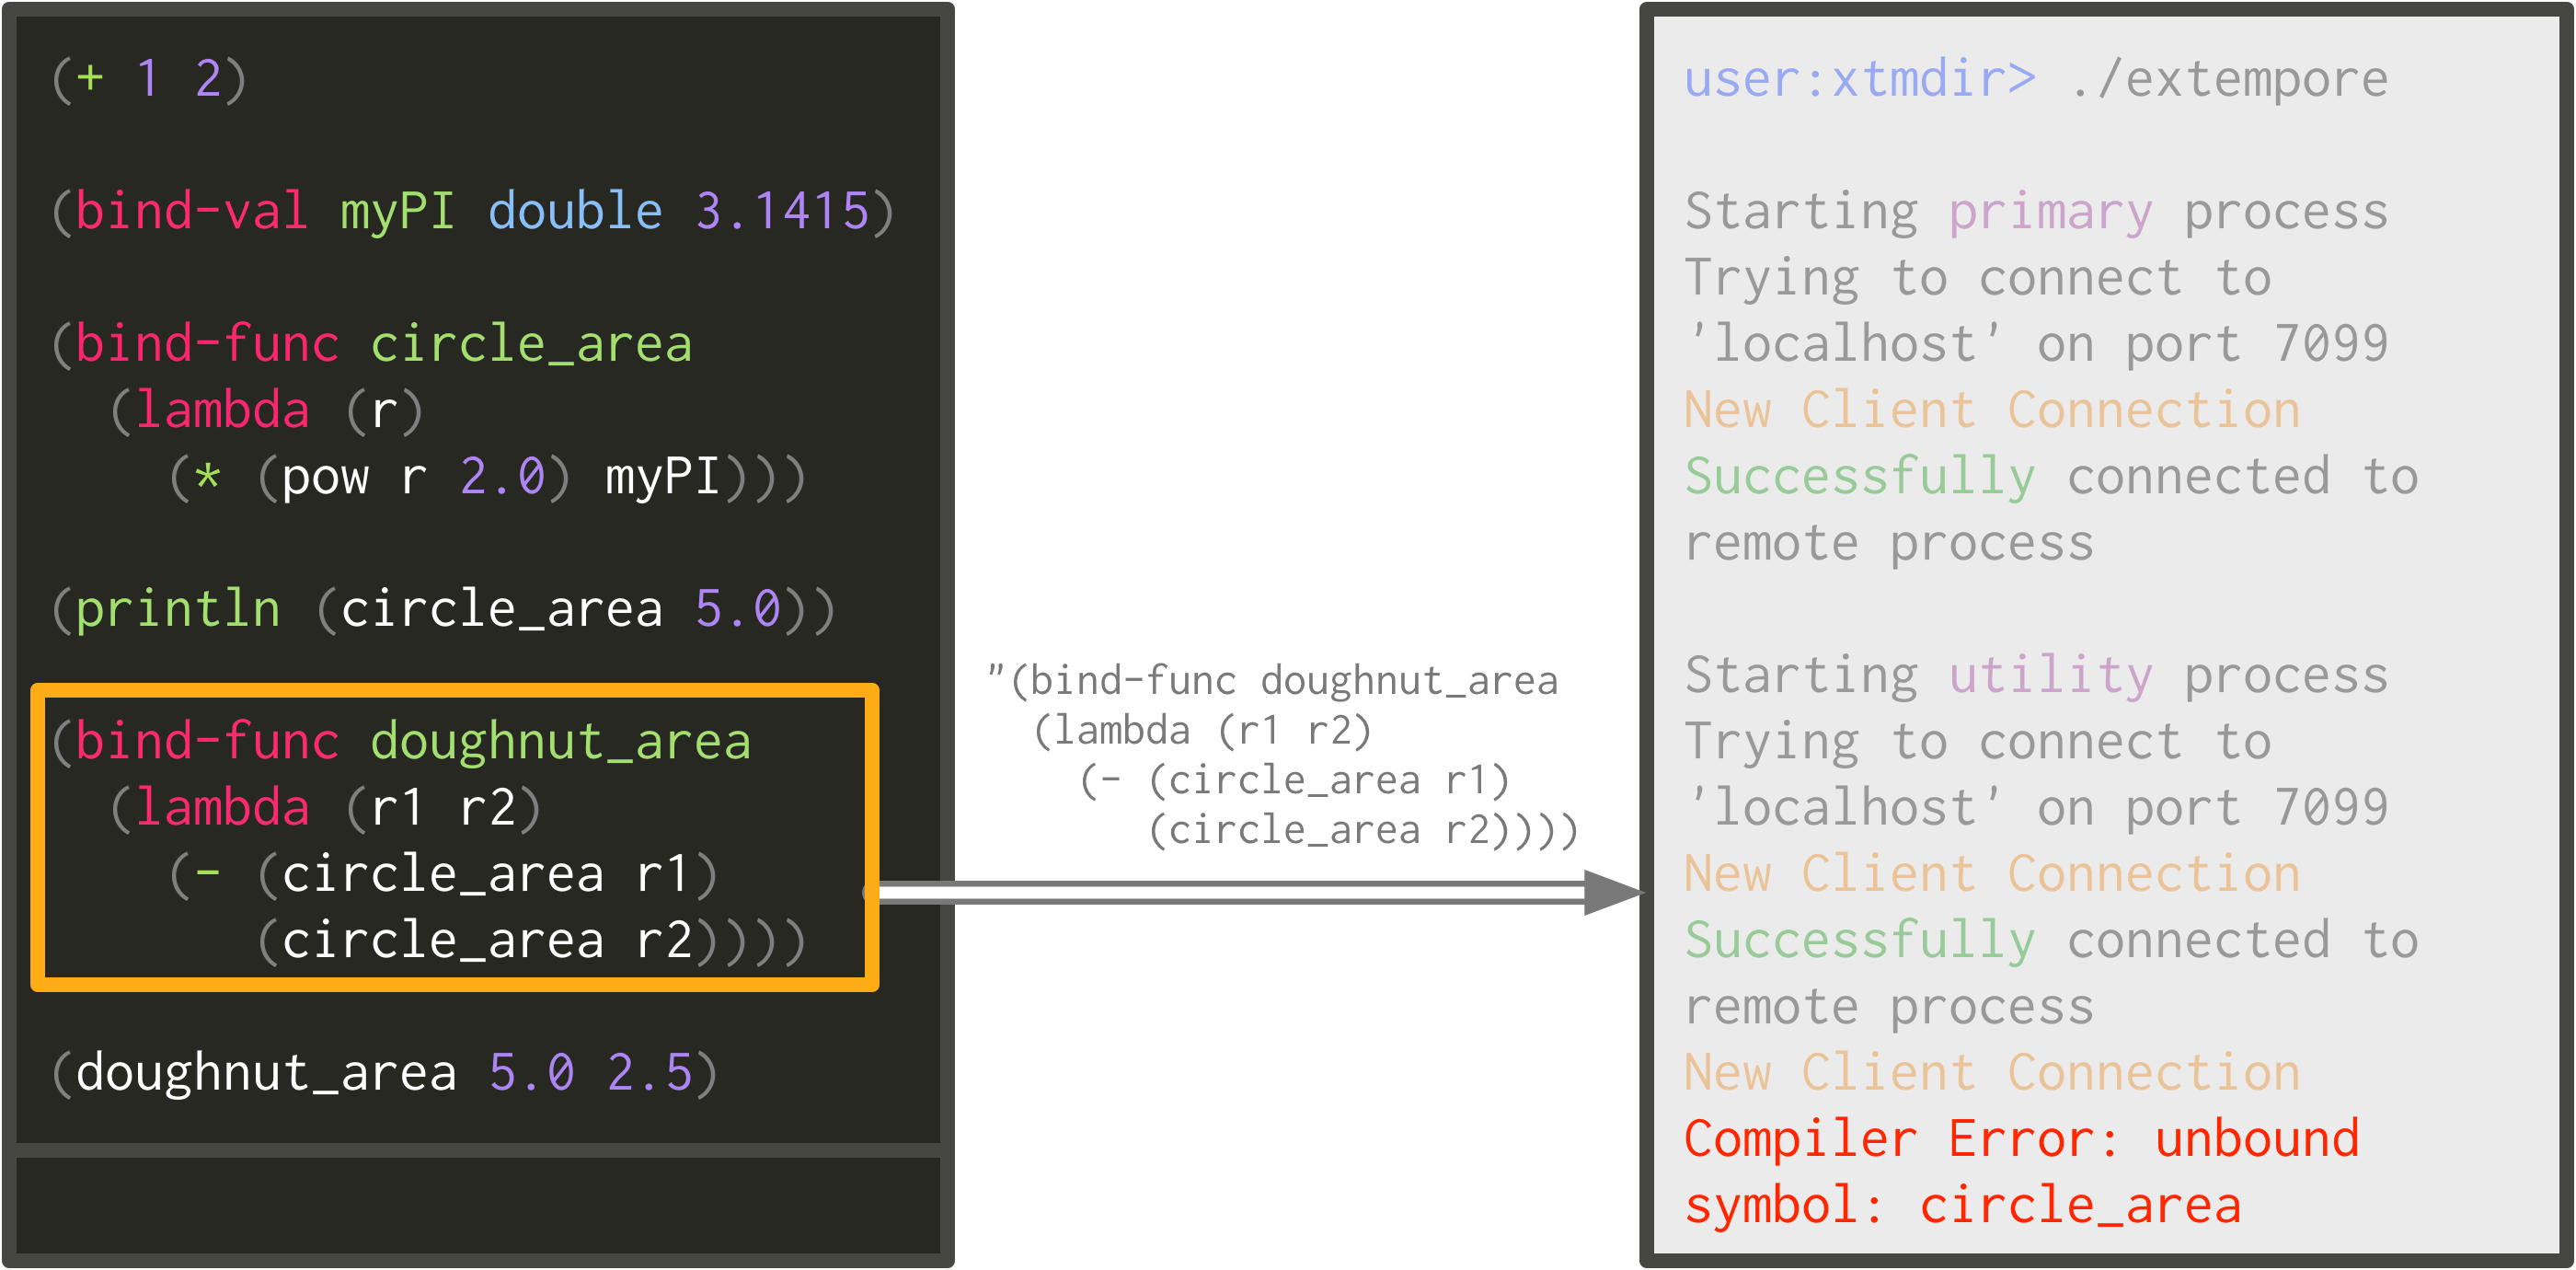 (+ 1 2)
(bind-val myPI double 3.1415)
(bind-func circle_area
  (lambda (r)
    (* (pow r 2.0) myPI)))
(println (circle_area 5.0))
(bind-func doughnut_area
  (lambda (r1 r2)
    (- (circle_area r1)
       (circle_area r2))))
(doughnut_area 5.0 2.5)
"(bind-func doughnut_area
  (lambda (r1 r2)
    (- (circle_area r1)
       (circle_area r2))))
user:xtmdir> ./extempore
Starting primary process
Trying to connect to
'localhost' on port 7099
New Client Connection
Successfully connected to
remote process
Starting utility process
Trying to connect to
'localhost' on port 7099
New Client Connection
Successfully connected to
remote process
New Client Connection
Compiler Error: unbound
symbol: circle_area